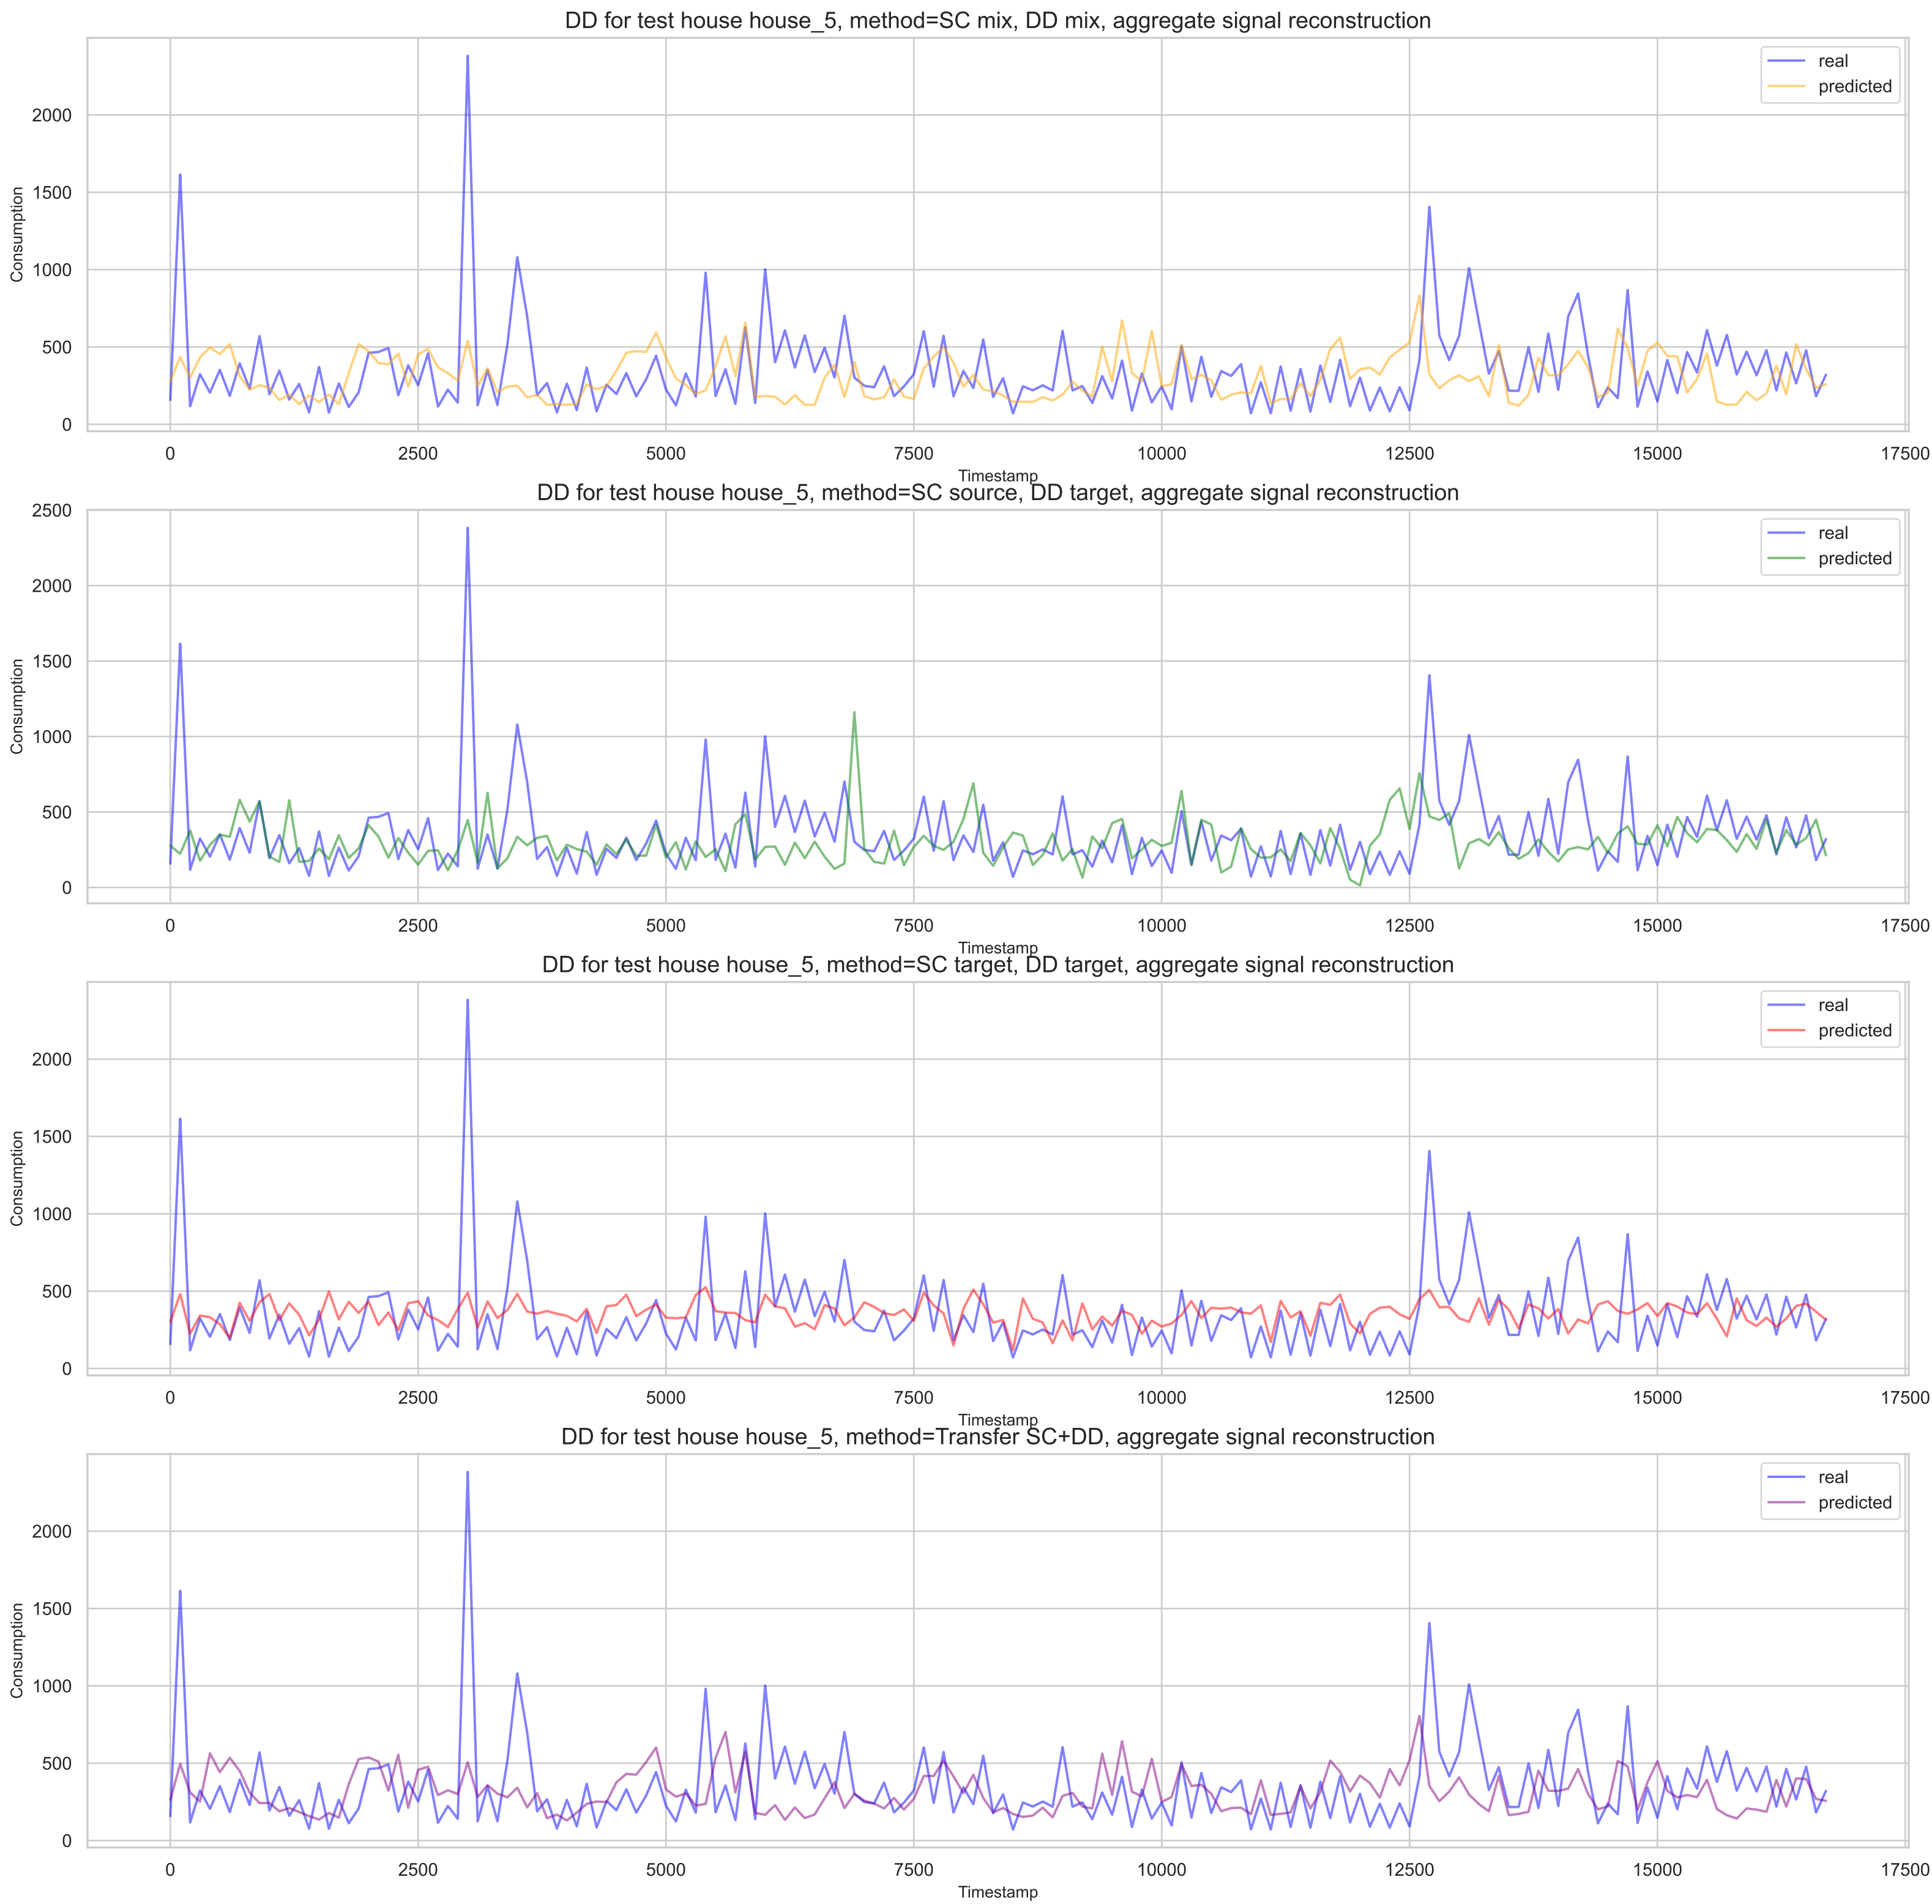 DD for test house house_5, method=SC mix, DD mix, aggregate signal reconstruction
real
predicted
Consumption
2000
1500
1000
500
0
0 2500 5000 7500 10000 12500 15000 17500
Timestamp
DD for test house house_5, method=SC source, DD target, aggregate signal reconstruction
real
predicted
Consumption
2500
2000
1500
1000
500
0
0 2500 5000 7500 10000 12500 15000 17500
Timestamp
DD for test house house_5, method=SC target, DD target, aggregate signal reconstruction
real
predicted
Consumption
2000
1500
1000
500
0
0 2500 5000 7500 10000 12500 15000 17500
Timestamp
DD for test house house_5, method=Transfer SC+DD, aggregate signal reconstruction
real
predicted
Consumption
2000
1500
1000
500
0
0 2500 5000 7500 10000 12500 15000 17500
Timestamp